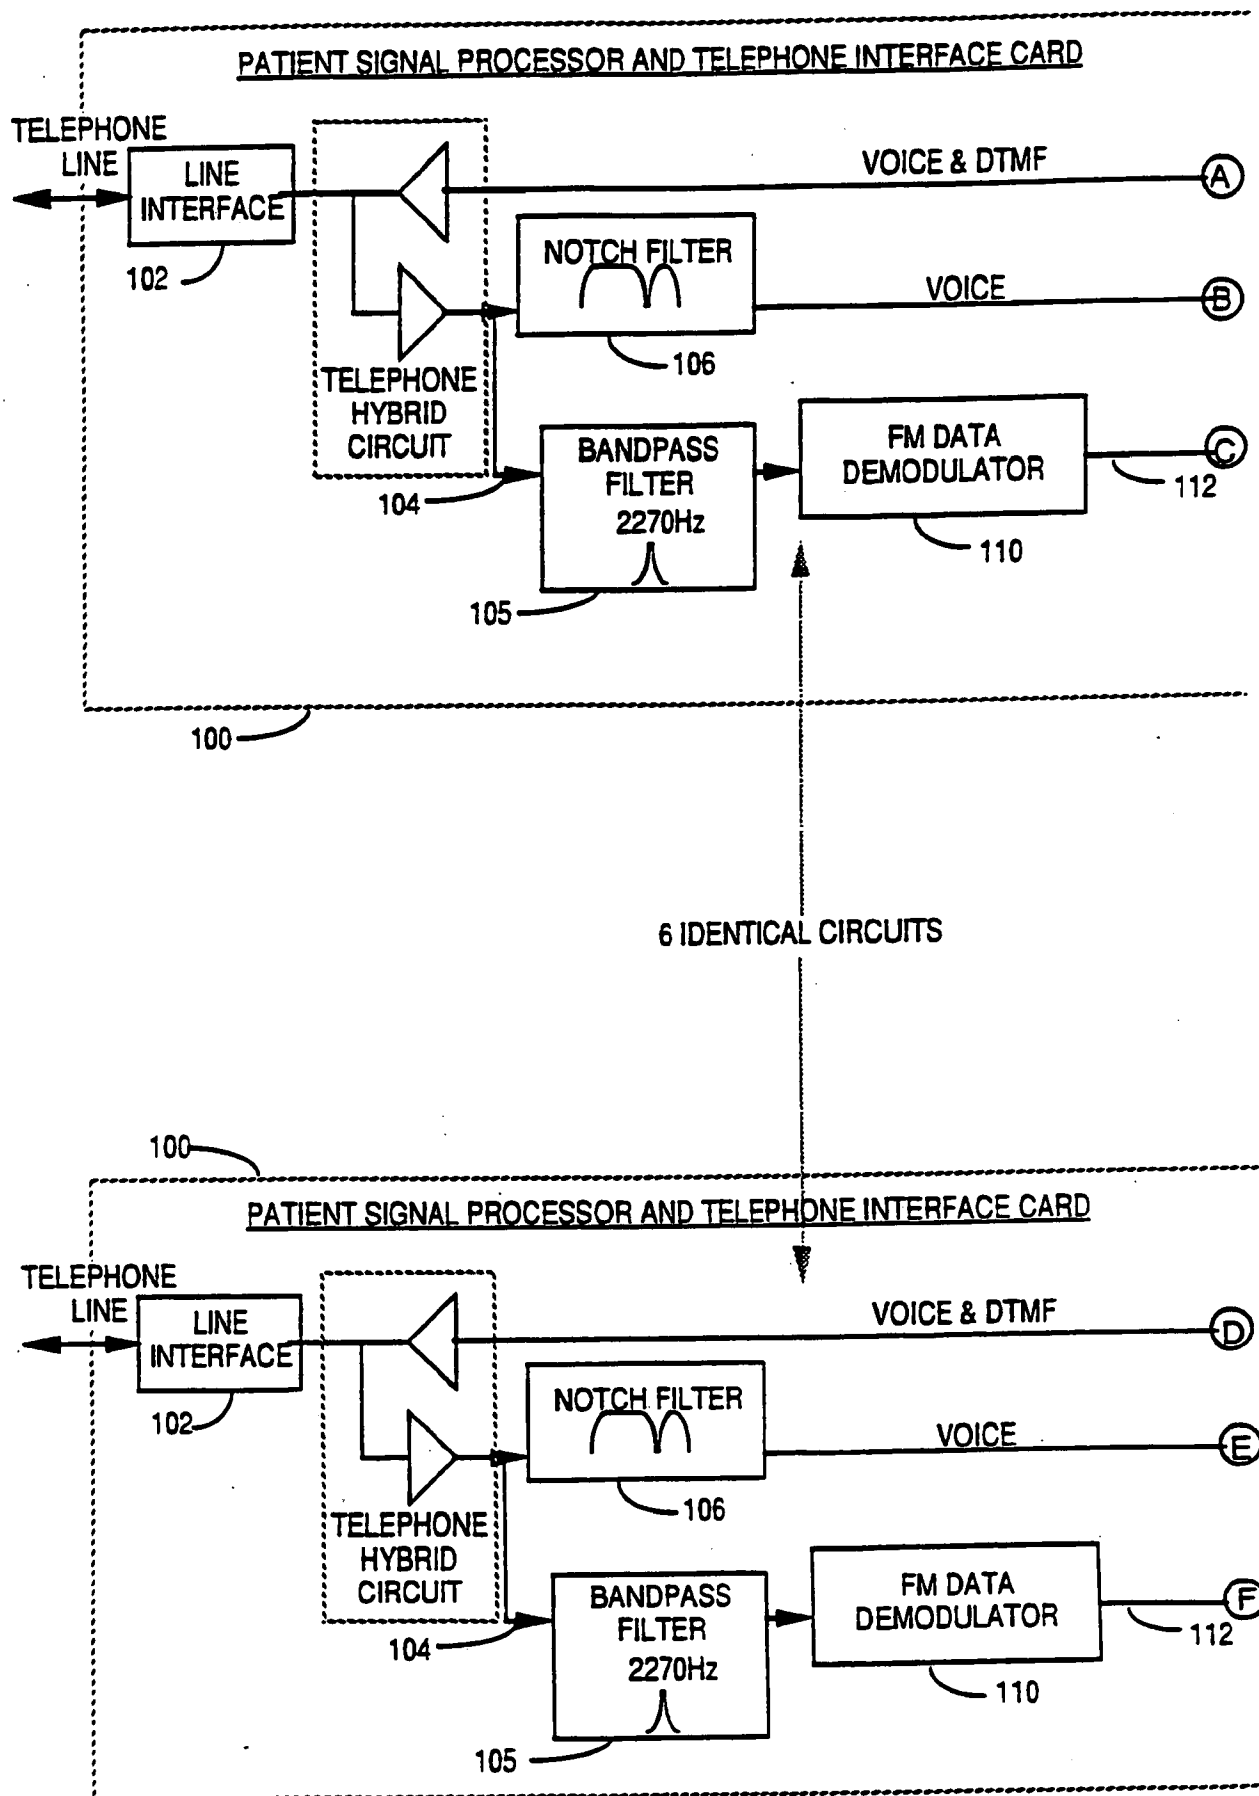 PATIENT SIGNAL PROCESSOR AND TELEPHONE INTERFACE CARD
TELEPHONE
LINE
LINE
INTERFACE
102
VOICE & DTMF
A
NOTCH FILTER
106
VOICE
B
TELEPHONE
HYBRID
CIRCUIT
104
BANDPASS
FILTER
2270Hz
105
FM DATA
DEMODULATOR
110
112
C
100
6 IDENTICAL CIRCUITS
100
PATIENT SIGNAL PROCESSOR AND TELEPHONE INTERFACE CARD
TELEPHONE
LINE
LINE
INTERFACE
102
VOICE & DTMF
D
NOTCH FILTER
106
VOICE
E
TELEPHONE
HYBRID
CIRCUIT
104
BANDPASS
FILTER
2270Hz
105
FM DATA
DEMODULATOR
110
112
F